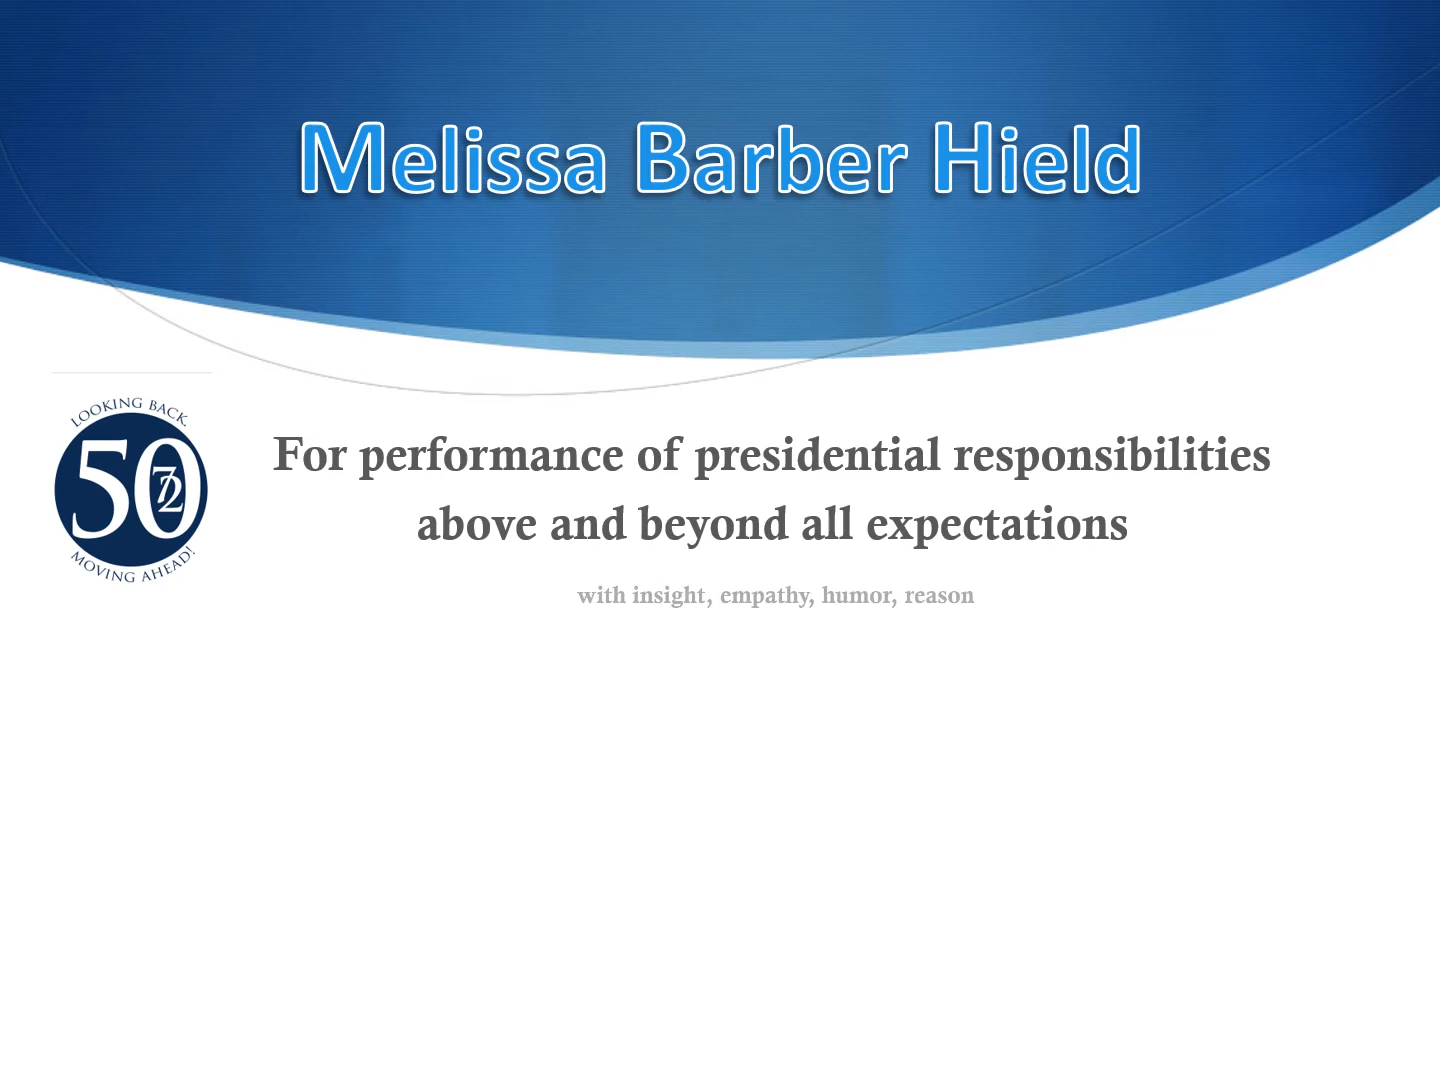 Melissa Barber Hield
LOOKING BACK
50
72
MOVING AHEAD!
For performance of presidential responsibilities
above and beyond all expectations
with insight, empathy, humor, reason